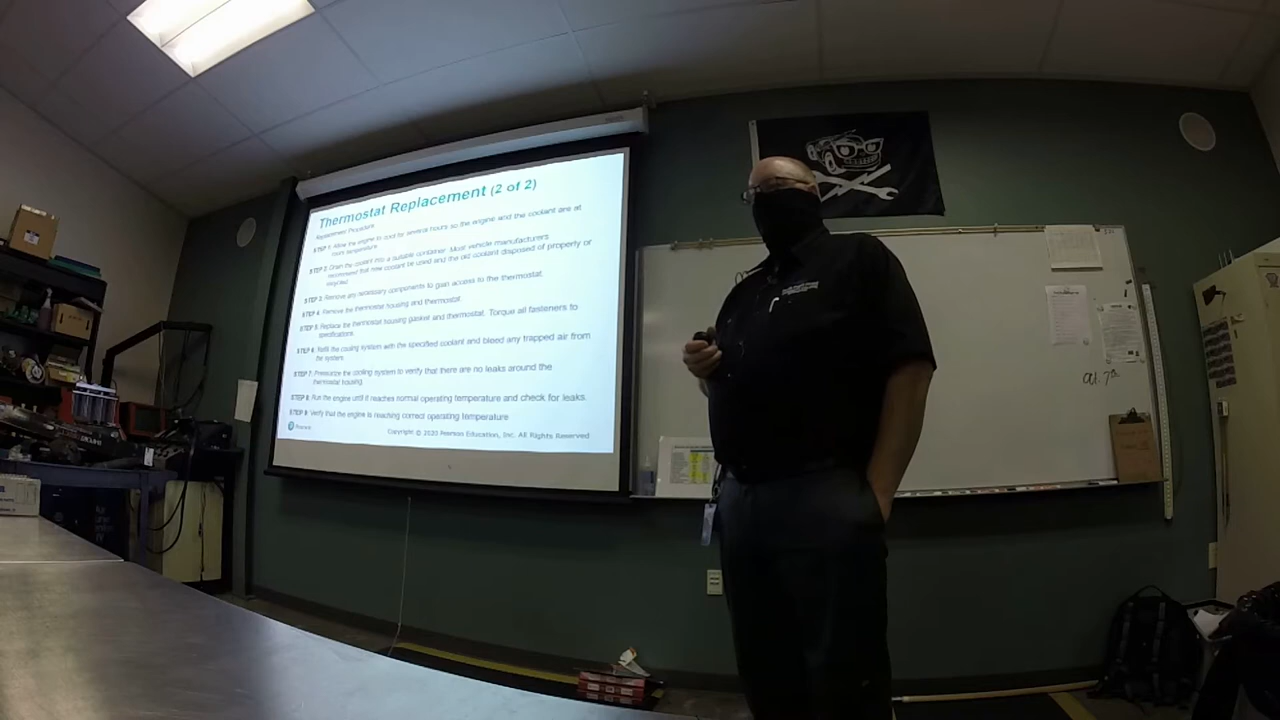 Thermostat Replacement (2 of 2)
Replacement Procedure
STEP 1: Allow the engine to cool for several hours so the engine and the coolant are at
room temperature.
STEP 2: Drain the coolant into a suitable container. Most vehicle manufacturers
recommend that new coolant be used and the old coolant disposed of properly or
recycled.
STEP 3: Remove any necessary components to gain access to the thermostat.
STEP 4: Remove the thermostat housing and thermostat.
STEP 5: Replace the thermostat housing gasket and thermostat. Torque all fasteners to
specifications.
STEP 6: Refill the cooling system with the specified coolant and bleed any trapped air from
the system.
STEP 7: Pressurize the cooling system to verify that there are no leaks around the
thermostat housing.
STEP 8: Run the engine until it reaches normal operating temperature and check for leaks.
STEP 9: Verify that the engine is reaching correct operating temperature.
Pearson
Copyright © 2020 Pearson Education, Inc. All Rights Reserved